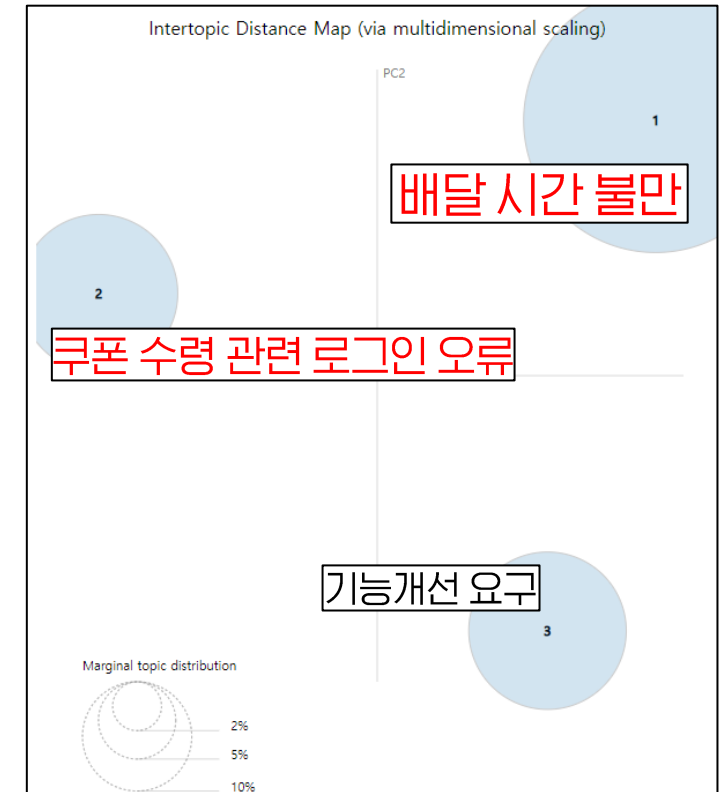 Intertopic Distance Map (via multidimensional scaling)
PC2
1
배달 시간 불만
2
쿠폰 수령 관련 로그인 오류
기능개선 요구
3
Marginal topic distribution
2%
5%
10%